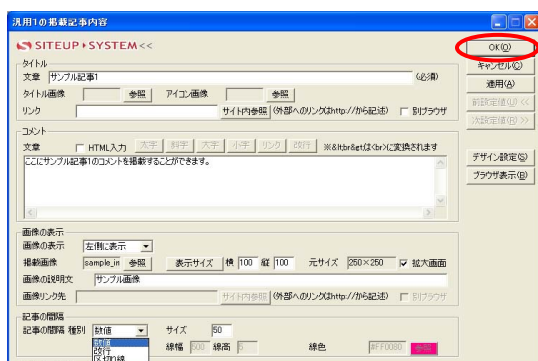 汎用1の掲載記事内容
SITEUP▸SYSTEM<<
OK(O)
タイトル
文章 サンプル記事1 (必須)
キャンセル(C)
タイトル画像 参照 アイコン画像 参照
適用(A)
リンク サイト内参照 (外部へのリンクはhttp://から記述) 別ブラウザ
前設定値(U) <<
次設定値(R) >>
コメント
文章 HTML入力 太字 斜字 大字 小字 リンク 改行 ※&lt;br&gt;は<br>に変換されます
デザイン設定(S)
ここにサンプル記事1のコメントを掲載することができます。
ブラウザ表示(B)
画像の表示
画像の表示 左側に表示
掲載画像 sample_in 参照 表示サイズ 横 100 縦 100 元サイズ 250×250 拡大画面
画像の説明文 サンプル画像
画像リンク先 サイト内参照 (外部へのリンクはhttp://から記述) 別ブラウザ
記事の間隔
記事の間隔 種別 数値 サイズ 50
数値
改行 線幅 500 線高 5 線色 #FF0080 参照
区切り線